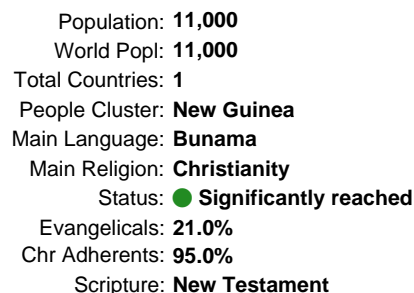 Population: 11,000
World Popl: 11,000
Total Countries: 1
People Cluster: New Guinea
Main Language: Bunama
Main Religion: Christianity
Status: Significantly reached
Evangelicals: 21.0%
Chr Adherents: 95.0%
Scripture: New Testament